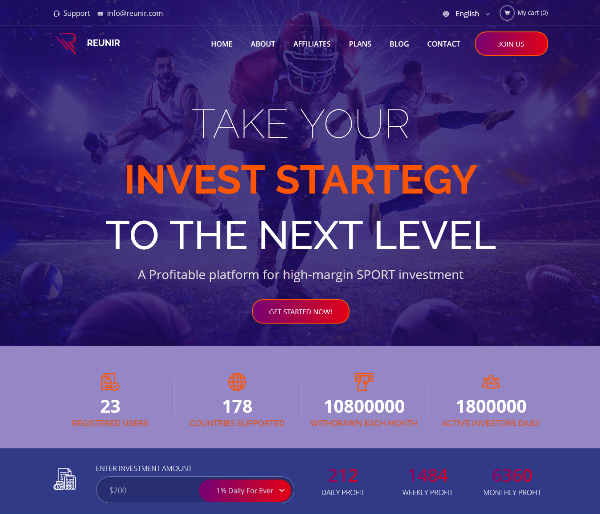 Support info@reunir.com English My cart (0)
REUNIR HOME ABOUT AFFILIATES PLANS BLOG CONTACT JOIN US
TAKE YOUR
INVEST STARTEGY
TO THE NEXT LEVEL
A Profitable platform for high-margin SPORT investment
GET STARTED NOW!
23 178 10800000 1800000
REGISTERED USERS COUNTRIES SUPPORTED WITHDRAWN EACH MONTH ACTIVE INVESTORS DAILY
ENTER INVESTMENT AMOUNT
$200 1% Daily For Ever
212 1484 6360
DAILY PROFIT WEEKLY PROFIT MONTHLY PROFIT